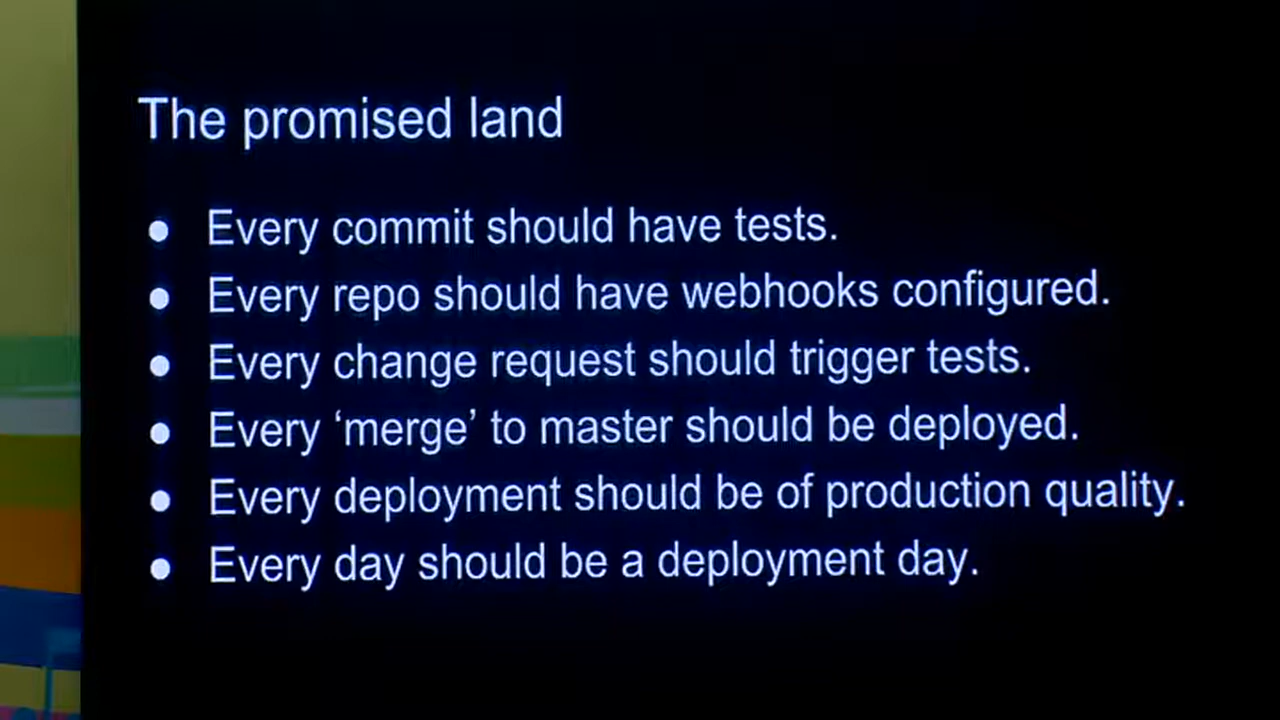 The promised land
● Every commit should have tests.
● Every repo should have webhooks configured.
● Every change request should trigger tests.
● Every ‘merge’ to master should be deployed.
● Every deployment should be of production quality.
● Every day should be a deployment day.